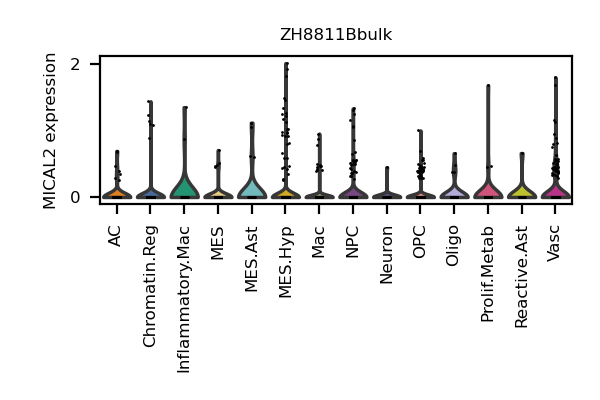 ZH8811Bbulk
MICAL2 expression
2
0
AC
Chromatin.Reg
Inflammatory.Mac
MES
MES.Ast
MES.Hyp
Mac
NPC
Neuron
OPC
Oligo
Prolif.Metab
Reactive.Ast
Vasc